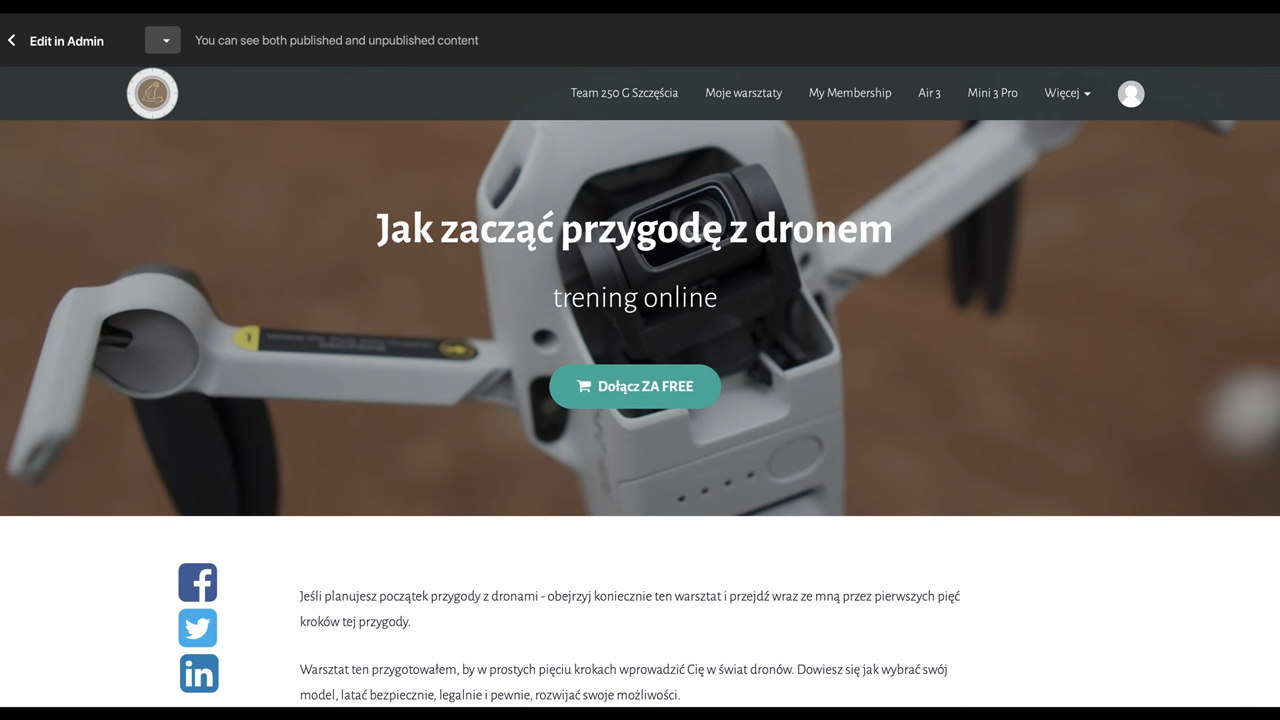 Edit in Admin
You can see both published and unpublished content
Team 250 G Szczęścia
Moje warsztaty
My Membership
Air 3
Mini 3 Pro
Więcej
Jak zacząć przygodę z dronem
trening online
Dołącz ZA FREE
Jeśli planujesz początek przygody z dronami - obejrzyj koniecznie ten warsztat i przejdź wraz ze mną przez pierwszych pięć
kroków tej przygody.
Warsztat ten przygotowałem, by w prostych pięciu krokach wprowadzić Cię w świat dronów. Dowiesz się jak wybrać swój
model, latać bezpiecznie, legalnie i pewnie, rozwijać swoje możliwości.